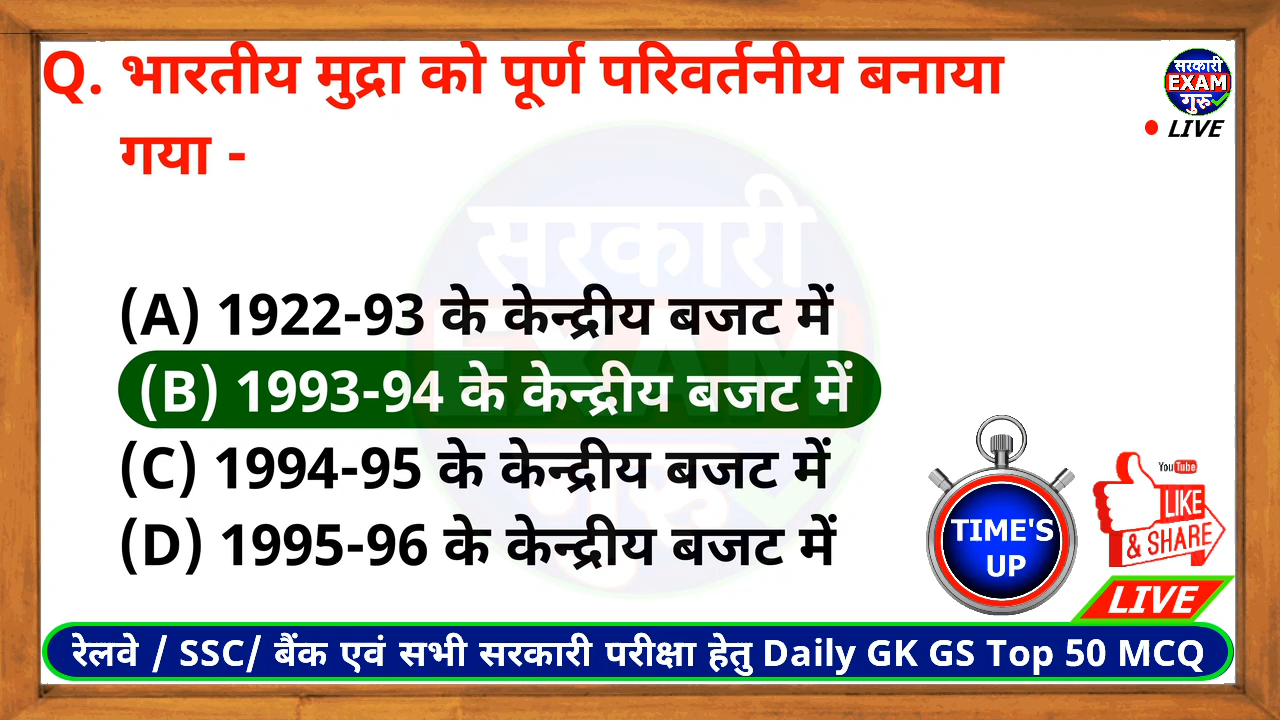 Q. भारतीय मुद्रा को पूर्ण परिवर्तनीय बनाया
गया -
सरकारी
EXAM
गुरु
• LIVE
सरकारी
EXAM
गुरु
(A) 1922-93 के केन्द्रीय बजट में
(B) 1993-94 के केन्द्रीय बजट में
(C) 1994-95 के केन्द्रीय बजट में
(D) 1995-96 के केन्द्रीय बजट में
TIME'S
UP
YouTube
LIKE
& SHARE
LIVE
रेलवे / SSC/ बैंक एवं सभी सरकारी परीक्षा हेतु Daily GK GS Top 50 MCQ